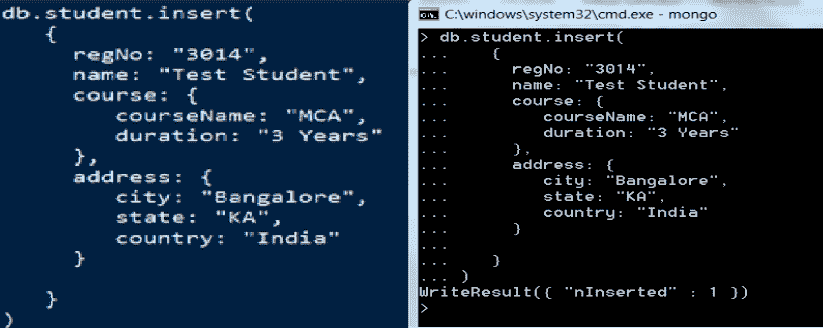 db.student.insert(
{
regNo: "3014",
name: "Test Student",
course: {
courseName: "MCA",
duration: "3 Years"
},
address: {
city: "Bangalore",
state: "KA",
country: "India"
}
}
)
C:\windows\system32\cmd.exe - mongo
> db.student.insert(
... {
... regNo: "3014",
... name: "Test Student",
... course: {
... courseName: "MCA",
... duration: "3 Years"
... },
... address: {
... city: "Bangalore",
... state: "KA",
... country: "India"
... }
...
... }
... )
WriteResult({ "nInserted" : 1 })
>